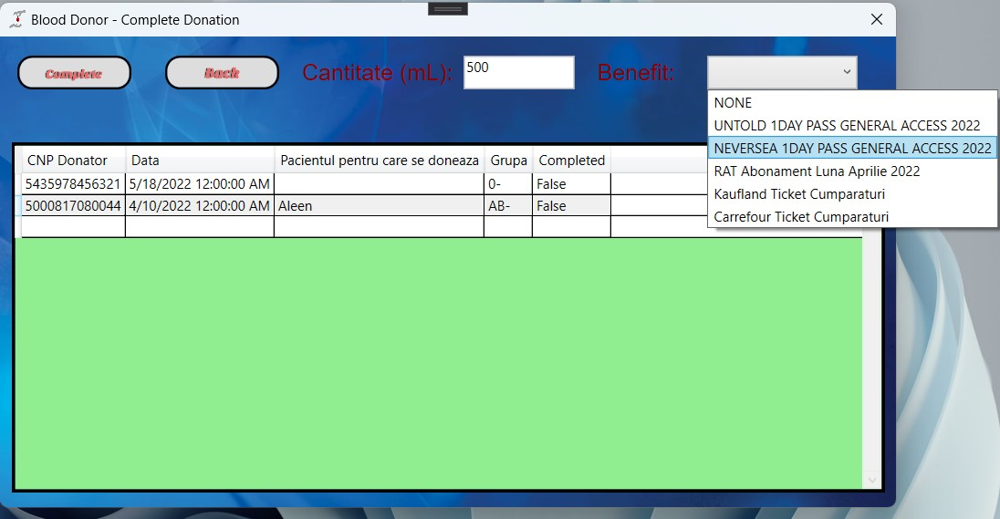 Blood Donor - Complete Donation
Complete
Back
Cantitate (mL):
500
Benefit:
NONE
UNTOLD 1DAY PASS GENERAL ACCESS 2022
NEVERSEA 1DAY PASS GENERAL ACCESS 2022
RAT Abonament Luna Aprilie 2022
Kaufland Ticket Cumparaturi
Carrefour Ticket Cumparaturi
CNP Donator Data Pacientul pentru care se doneaza Grupa Completed
5435978456321 5/18/2022 12:00:00 AM 0- False
5000817080044 4/10/2022 12:00:00 AM Aleen AB- False